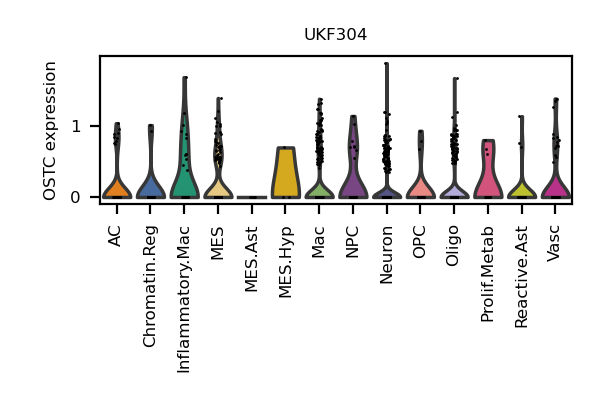 UKF304
OSTC expression
1
0
AC
Chromatin.Reg
Inflammatory.Mac
MES
MES.Ast
MES.Hyp
Mac
NPC
Neuron
OPC
Oligo
Prolif.Metab
Reactive.Ast
Vasc